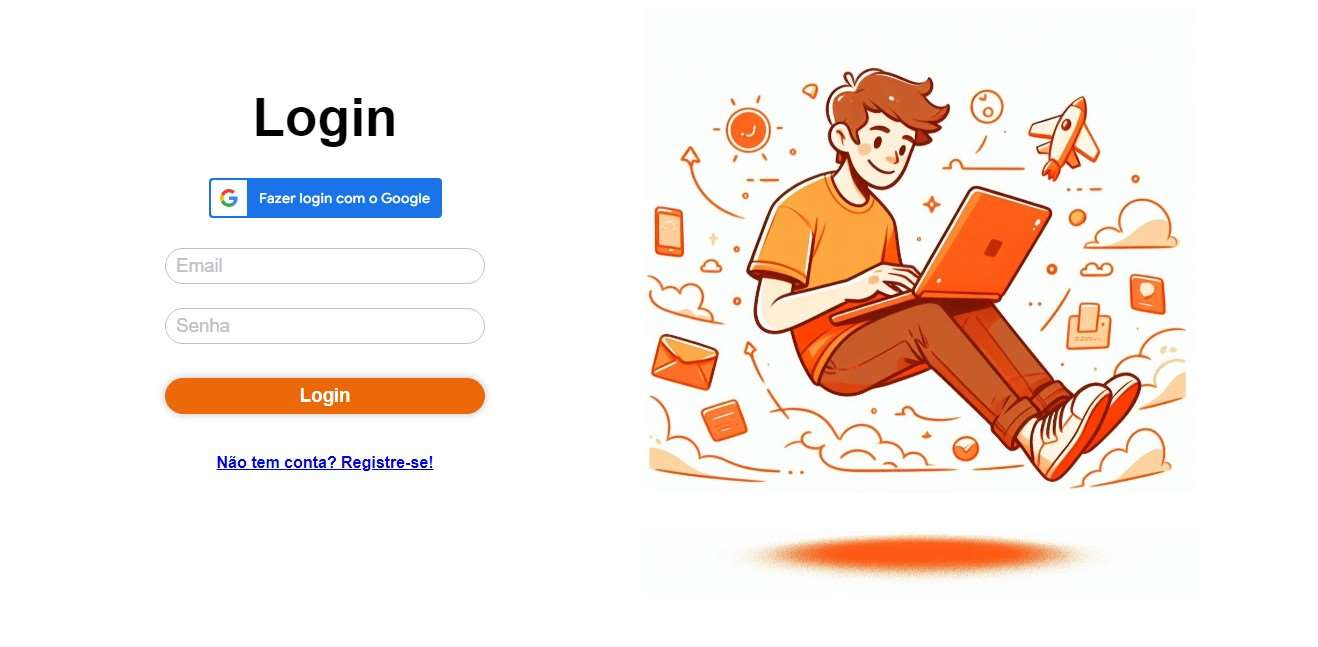 Login
Fazer login com o Google
Email
Senha
Login
Não tem conta? Registre-se!